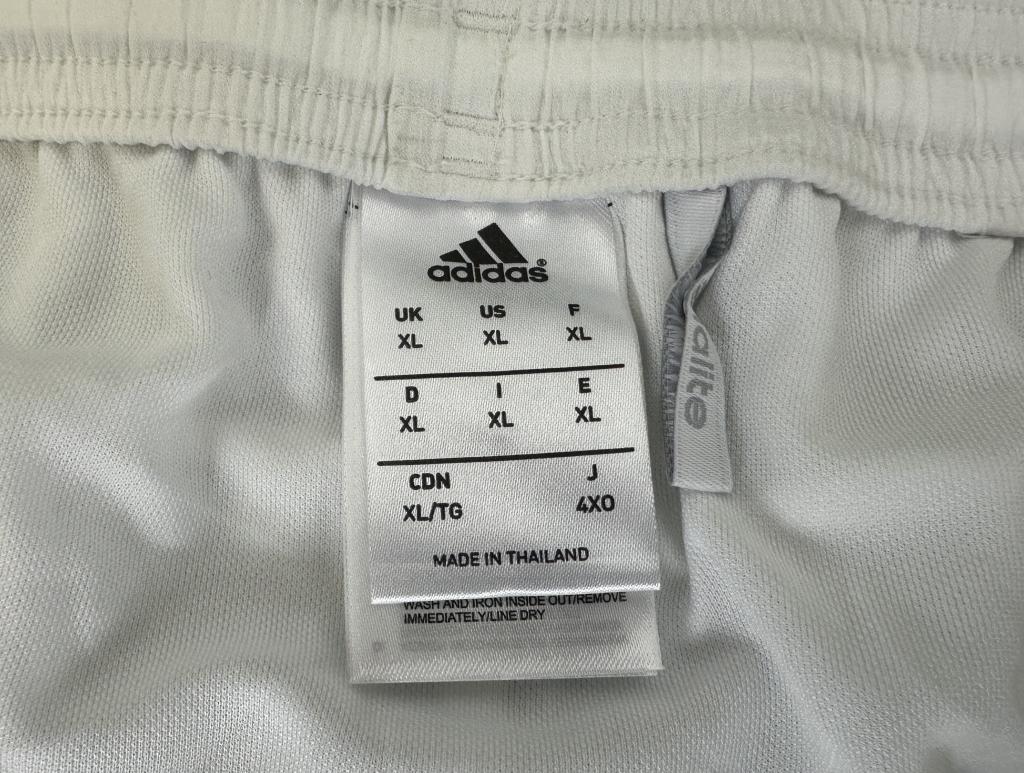 adidas®
UK US F
XL XL XL
D I E
XL XL XL
CDN J
XL/TG 4XO
MADE IN THAILAND
WASH AND IRON INSIDE OUT/REMOVE
IMMEDIATELY/LINE DRY
alite